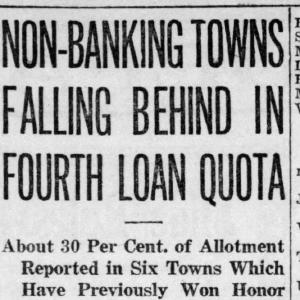 NON-BANKING TOWNS
FALLING BEHIND IN
FOURTH LOAN QUOTA
About 30 Per Cent. of Allotment
Reported in Six Towns Which
Have Previously Won Honor